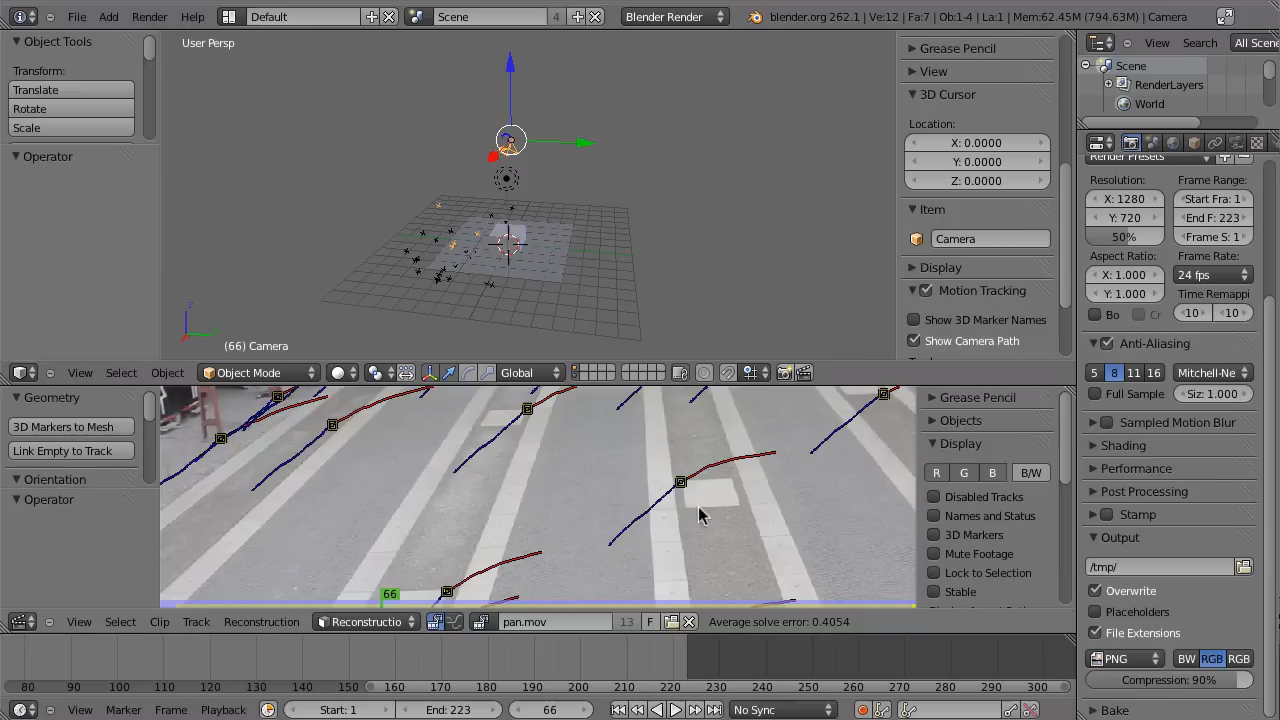 File Add Render Help Default Scene 4 Blender Render blender.org 262.1 | Ve:12 | Fa:7 | Ob:1-4 | La:1 | Mem:62.45M (794.63M) | Camera
Object Tools
Transform:
Translate
Rotate
Scale
Operator
User Persp
z
(66) Camera
Grease Pencil
View
3D Cursor
Location:
X: 0.0000
Y: 0.0000
Z: 0.0000
Item
Camera
Display
Motion Tracking
Show 3D Marker Names
Show Camera Path
View Search All Scene
Scene
RenderLayers
World
Render Presets
Resolution: Frame Range:
X: 1280 Start Fra: 1
Y: 720 End F: 223
50% Frame S: 1
Aspect Ratio: Frame Rate:
X: 1.000 24 fps
Y: 1.000 Time Remappi
Bo Cr 10 10
Anti-Aliasing
5 8 11 16 Mitchell-Ne
Full Sample Siz: 1.000
Sampled Motion Blur
Shading
Performance
Post Processing
Stamp
Output
/tmp/
Overwrite
Placeholders
File Extensions
PNG BW RGB RGB
Compression: 90%
Bake
View Select Object Object Mode Global
Geometry
3D Markers to Mesh
Link Empty to Track
Orientation
Operator
66
Grease Pencil
Objects
Display
R G B B/W
Disabled Tracks
Names and Status
3D Markers
Mute Footage
Lock to Selection
Stable
View Select Clip Track Reconstruction Reconstructio pan.mov 13 F Average solve error: 0.4054
80 90 100 110 120 130 140 150 160 170 180 190 200 210 220 230 240 250 260 270 280 290 300
View Marker Frame Playback Start: 1 End: 223 66 No Sync